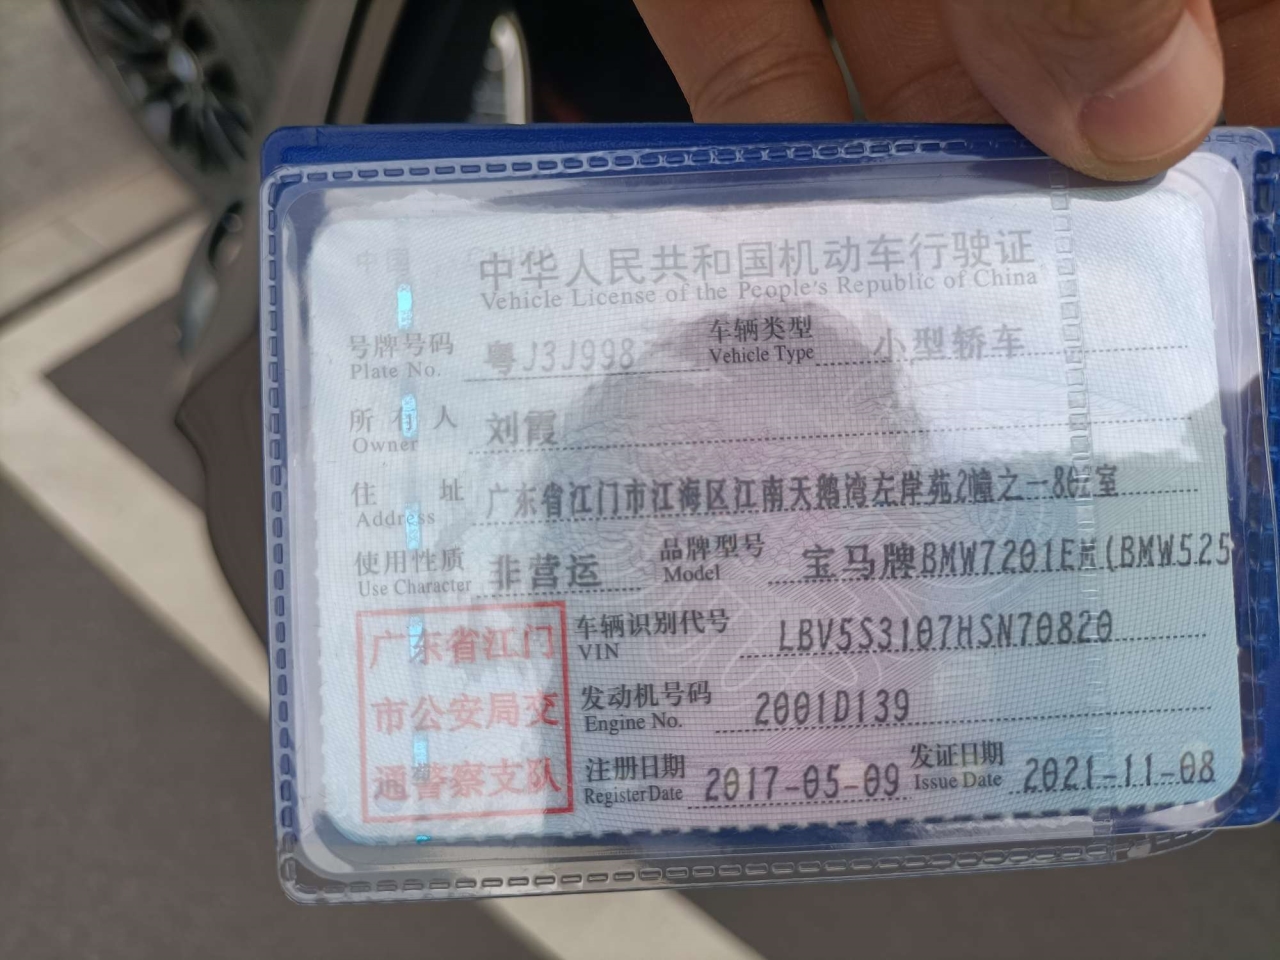 中华人民共和国机动车行驶证
Vehicle License of the People's Republic of China
号牌号码 粤J3J998 车辆类型 小型轿车
Plate No. Vehicle Type
所有人 刘霞
Owner
住址 广东省江门市江海区江南天鹅湾左岸苑2幢之一80室
Address
使用性质 非营运 品牌型号 宝马牌BMW7201EM(BMW525
Use Character Model
广东省江门 车辆识别代号 LBV5S3107HSN70820
VIN
市公安局交 发动机号码 2001D139
Engine No.
通警察支队 注册日期 2017-05-09 发证日期 2021-11-08
Register Date Issue Date